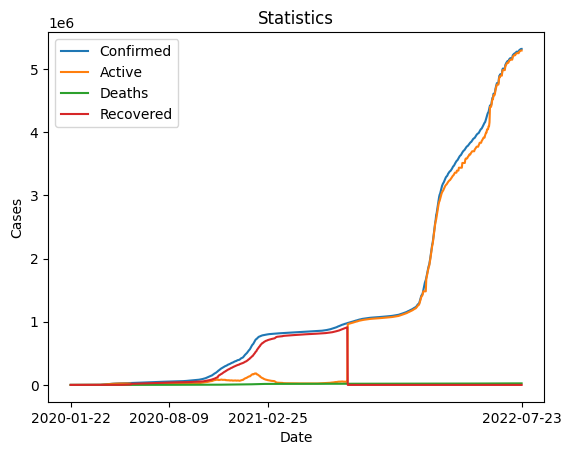 Statistics
1e6
Confirmed
Active
Deaths
Recovered
5
4
3
2
1
0
Cases
2020-01-22 2020-08-09 2021-02-25 2022-07-23
Date